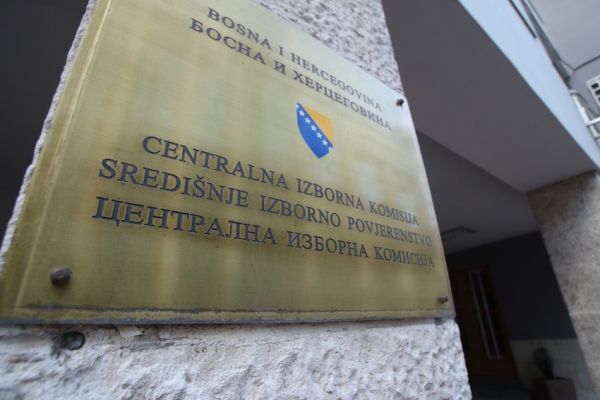 BOSNA I HERCEGOVINA
БОСНА И ХЕРЦЕГОВИНА
CENTRALNA IZBORNA KOMISIJA
SREDIŠNJE IZBORNO POVJERENSTVO
ЦЕНТРАЛНА ИЗБОРНА КОМИСИЈА